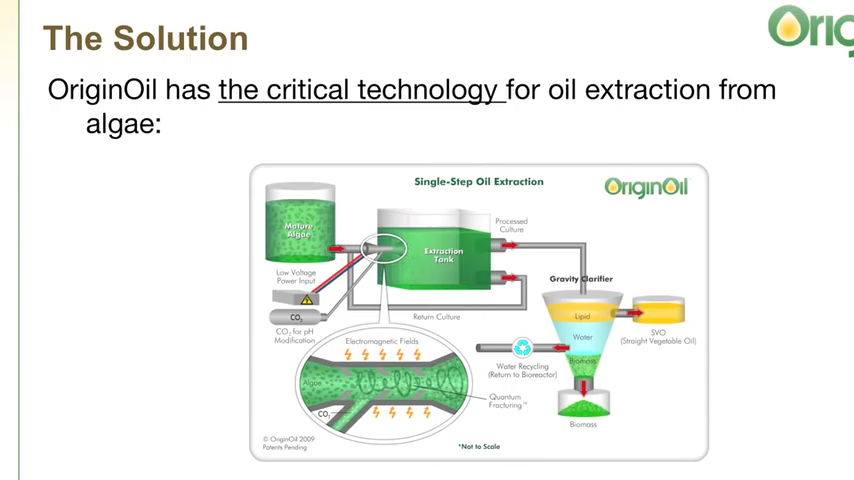 The Solution
OriginOil has the critical technology for oil extraction from
algae:
Single-Step Oil Extraction
OriginOil
Mature
Algae
Processed
Culture
Extraction
Tank
Low Voltage
Power Input
Gravity Clarifier
CO₂
CO₂ for pH
Modification
Return Culture
Lipid
SVO
(Straight Vegetable Oil)
Water
Electromagnetic Fields
Biomass
Water Recycling
(Return to Bioreactor)
Algae
Quantum
Fracturing™
CO₂
Biomass
© OriginOil 2009
Patents Pending
*Not to Scale